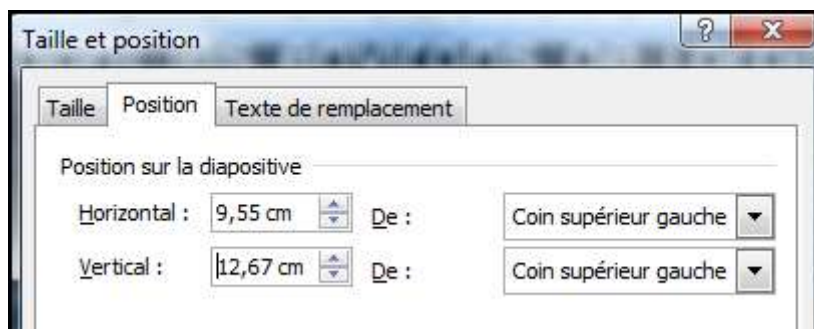 Taille et position
Taille Position Texte de remplacement
Position sur la diapositive
Horizontal : 9,55 cm De : Coin supérieur gauche
Vertical : 12,67 cm De : Coin supérieur gauche